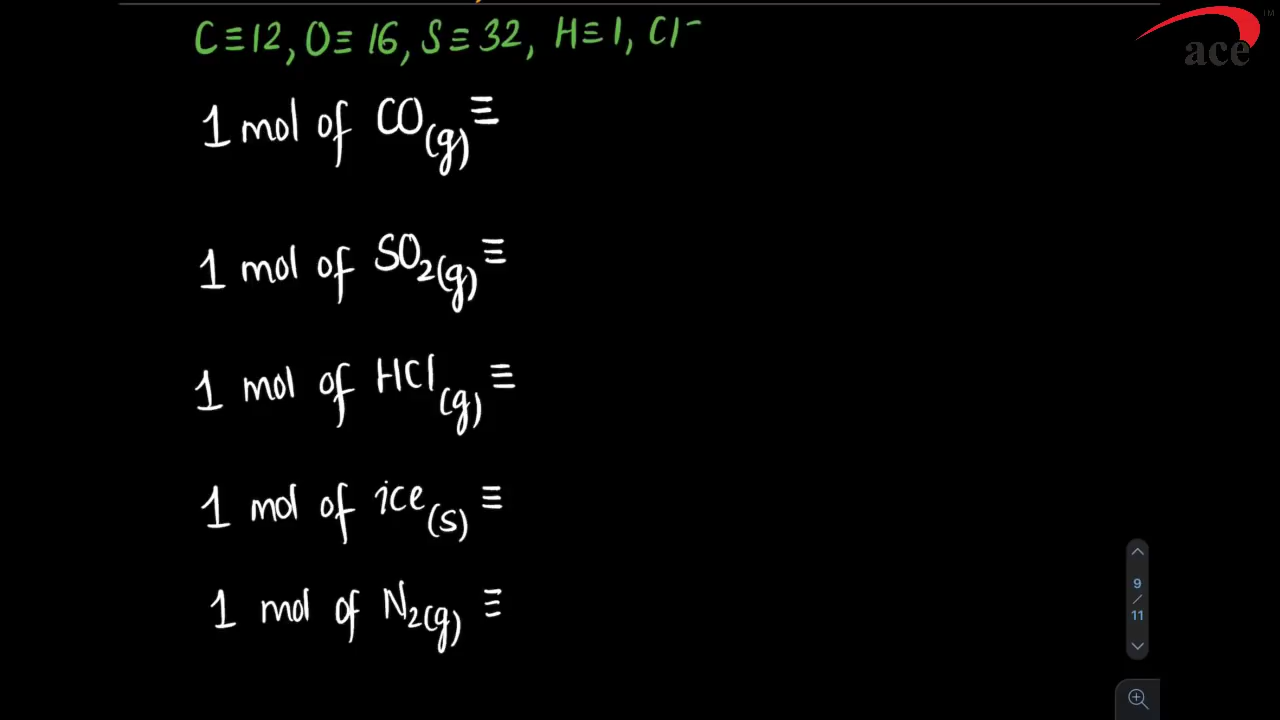 C≡12, O≡ 16, S≡ 32, H≡1, Cl-
ace
TM
1 mol of CO(g) ≡
1 mol of SO₂(g) ≡
1 mol of HCl(g) ≡
1 mol of ice(s) ≡
1 mol of N₂(g) ≡
9
/
11